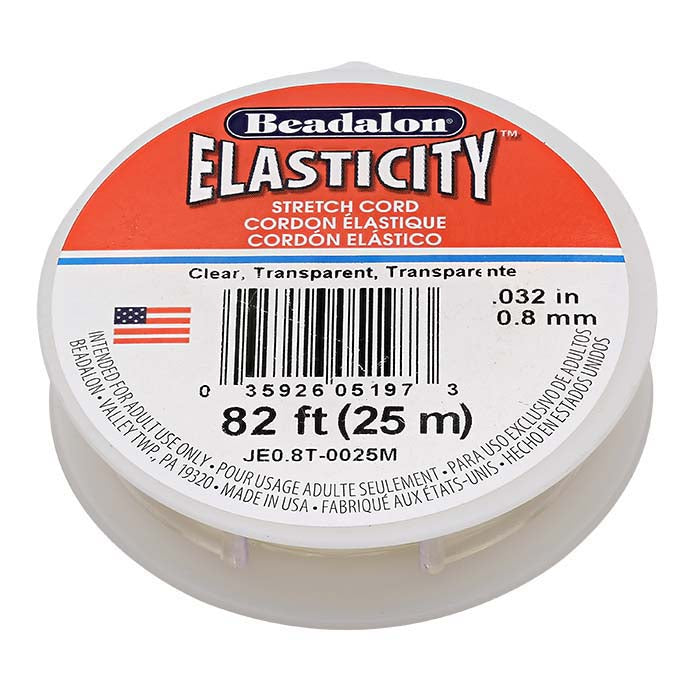 Beadalon®
ELASTICITY™
STRETCH CORD
CORDON ÉLASTIQUE
CORDÓN ELÁSTICO
Clear, Transparent, Transparente
.032 in
0.8 mm
0 35926 05197 3
82 ft (25 m)
JE0.8T-0025M
INTENDED FOR ADULT USE ONLY • POUR USAGE ADULTE SEULEMENT • PARA USO EXCLUSIVO DE ADULTOS
BEADALON • VALLEY TWP., PA 19320 • MADE IN USA • FABRIQUÉ AUX ÉTATS-UNIS • HECHO EN ESTADOS UNIDOS